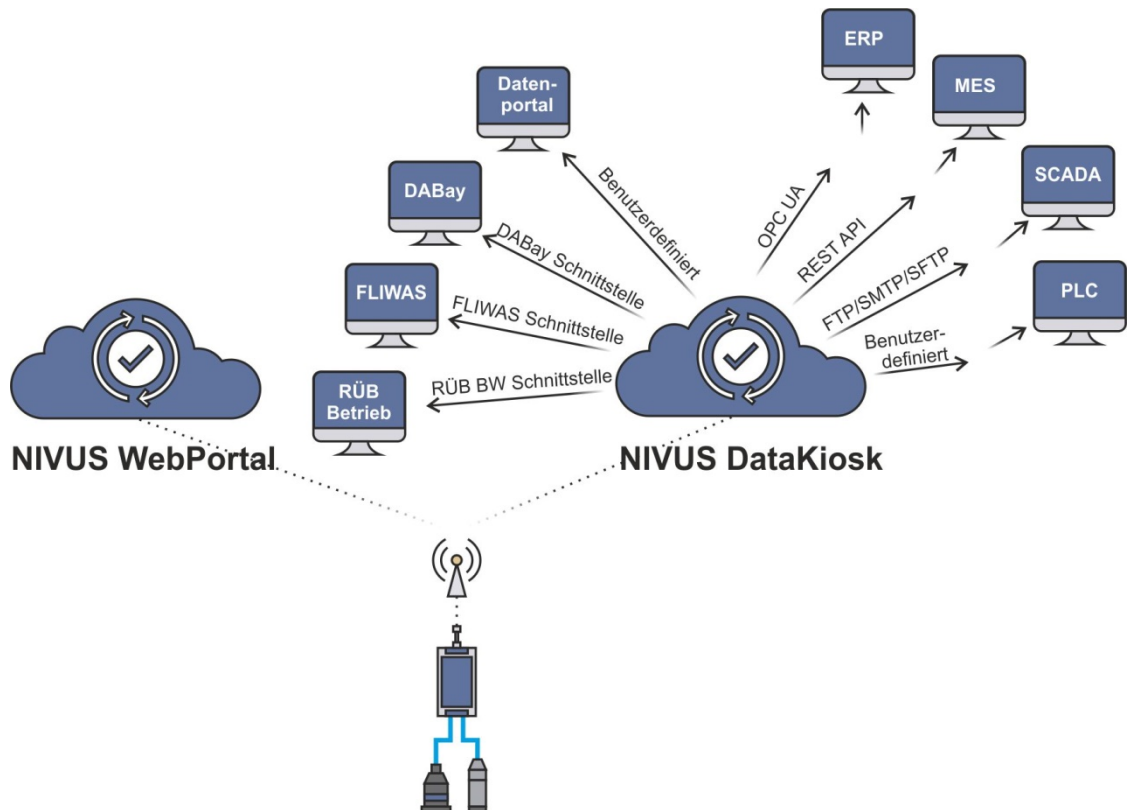 ERP
Daten-
portal
MES
DABay
SCADA
Benutzerdefiniert
OPC UA
REST API
DABay Schnittstelle
FTP/SMTP/SFTP
FLIWAS
FLIWAS Schnittstelle
PLC
Benutzer-
definiert
RÜB
Betrieb
RÜB BW Schnittstelle
NIVUS WebPortal
NIVUS DataKiosk